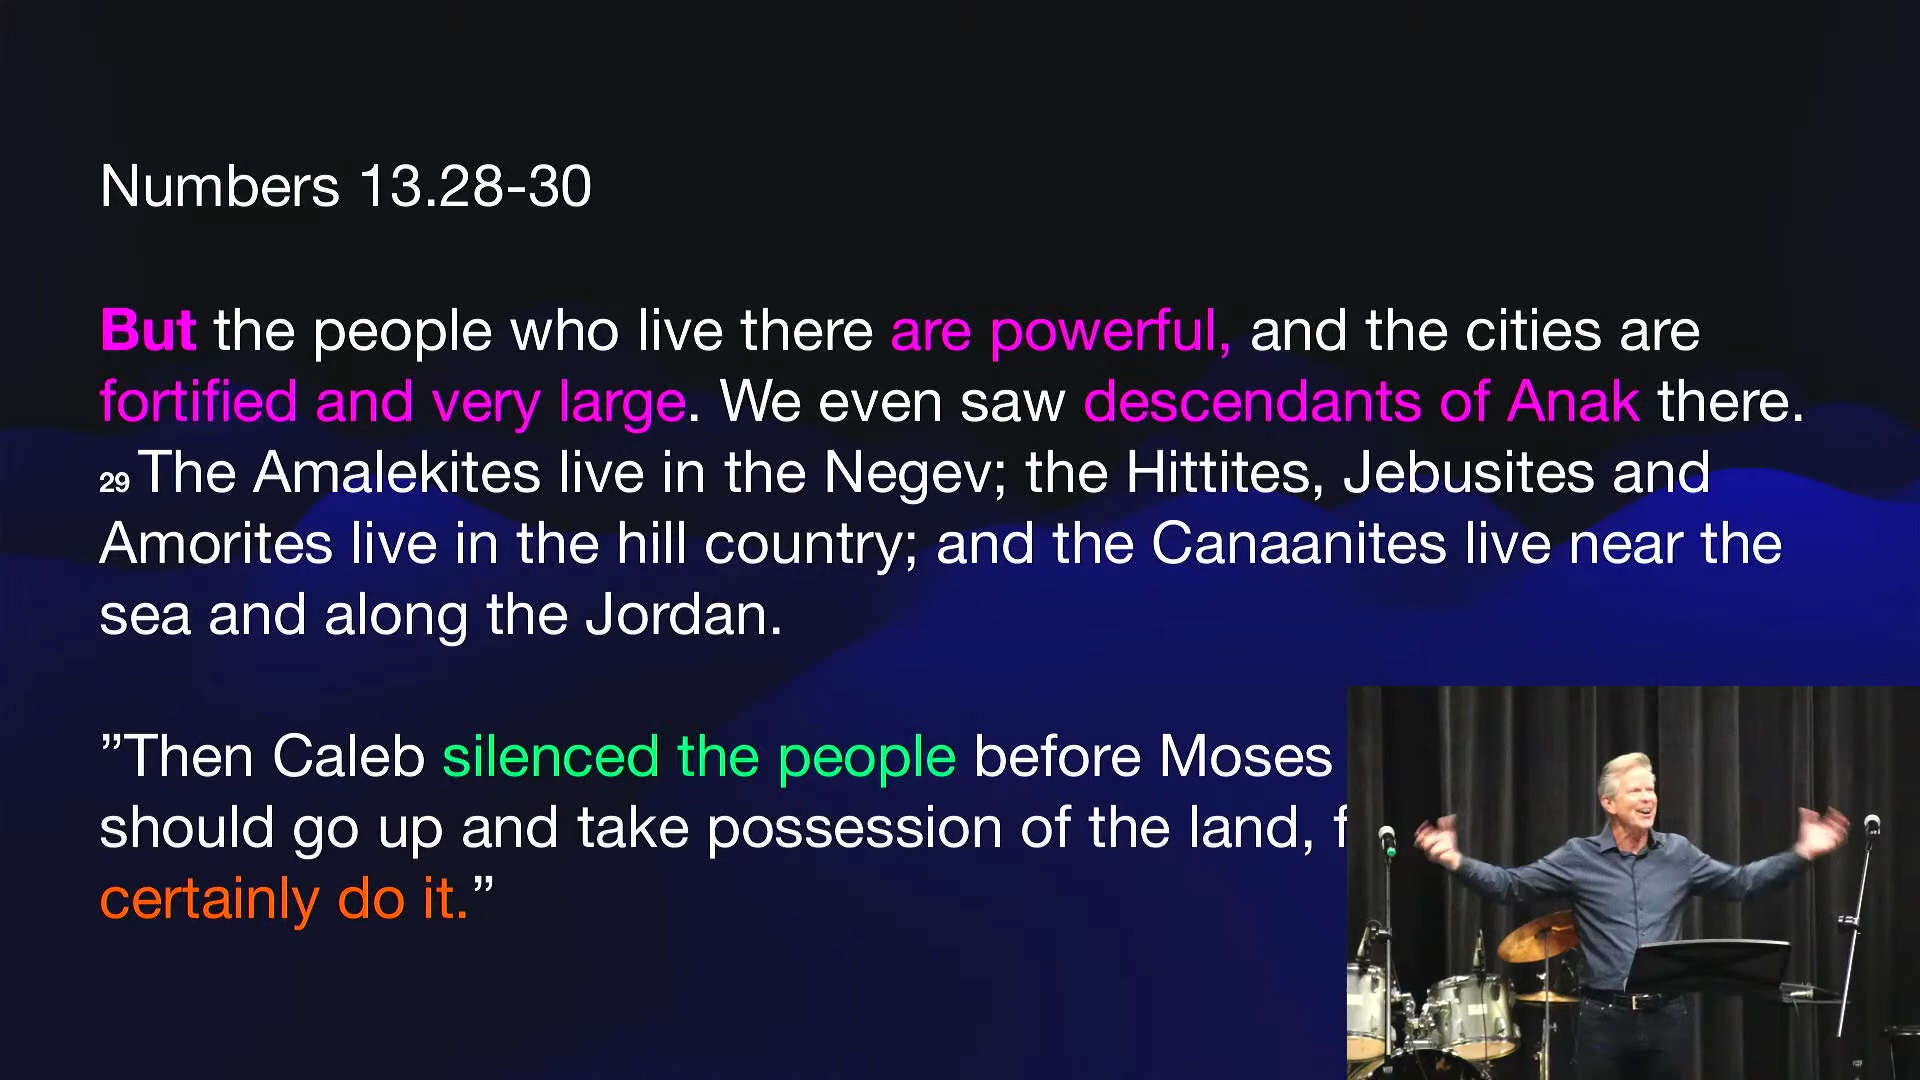 Numbers 13.28-30
But the people who live there are powerful, and the cities are
fortified and very large. We even saw descendants of Anak there.
29 The Amalekites live in the Negev; the Hittites, Jebusites and
Amorites live in the hill country; and the Canaanites live near the
sea and along the Jordan.
”Then Caleb silenced the people before Moses
should go up and take possession of the land,
certainly do it.”